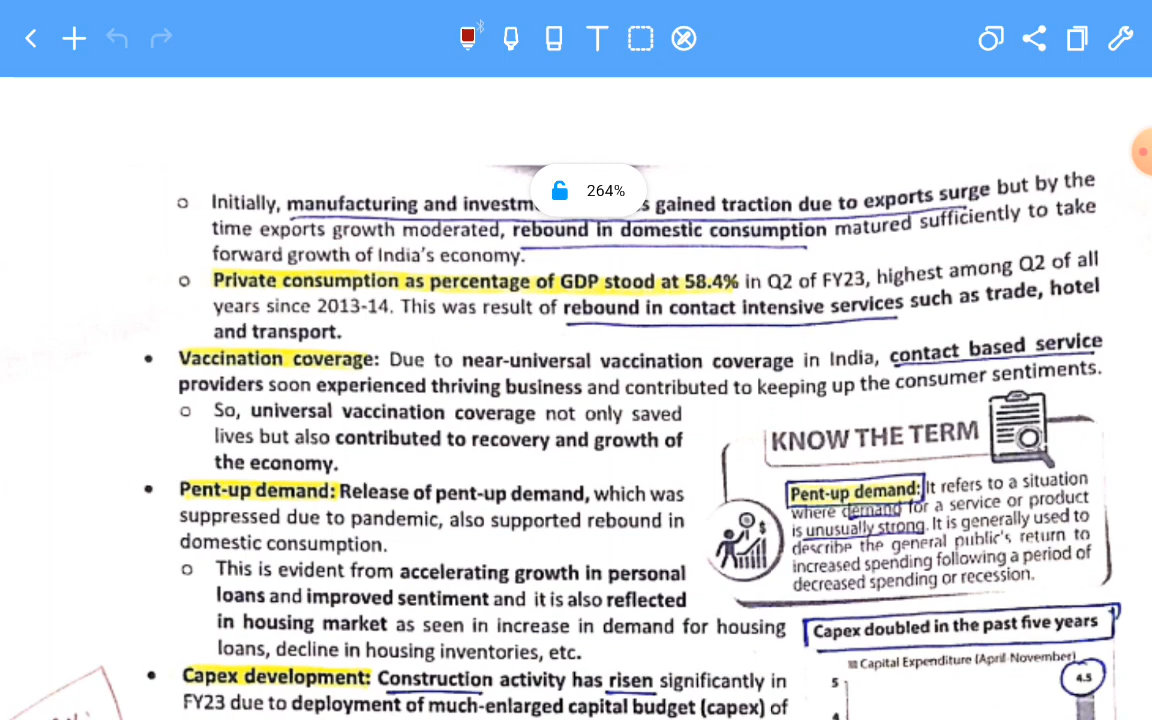 264%
Initially, manufacturing and investm s gained traction due to exports surge but by the
time exports growth moderated, rebound in domestic consumption matured sufficiently to take
forward growth of India's economy.
Private consumption as percentage of GDP stood at 58.4% in Q2 of FY23, highest among Q2 of all
years since 2013-14. This was result of rebound in contact intensive services such as trade, hotel
and transport.
Vaccination coverage: Due to near-universal vaccination coverage in India, contact based service
providers soon experienced thriving business and contributed to keeping up the consumer sentiments.
So, universal vaccination coverage not only saved
lives but also contributed to recovery and growth of
the economy.
Pent-up demand: Release of pent-up demand, which was
suppressed due to pandemic, also supported rebound in
domestic consumption.
This is evident from accelerating growth in personal
loans and improved sentiment and it is also reflected
in housing market as seen in increase in demand for housing
loans, decline in housing inventories, etc.
Capex development: Construction activity has risen significantly in
FY23 due to deployment of much-enlarged capital budget (capex) of
KNOW THE TERM
Pent-up demand: It refers to a situation
where demand for a service or product
is unusually strong. It is generally used to
describe the general public's return to
increased spending following a period of
decreased spending or recession.
Capex doubled in the past five years
Capital Expenditure (April-November)
5
4.5
4